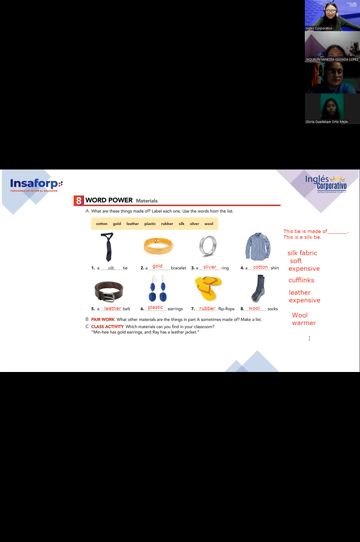 Inglés Corporativo
Insaforp
Inglés
Corporativo
8 WORD POWER Materials
A What are these things made of? Label each one. Use the words from the list.
cotton gold leather plastic rubber silk silver wool
1. a silk tie
2. a gold bracelet
3. a silver ring
4. a cotton shirt
5. a leather belt
6. plastic earrings
7. rubber flip-flops
8. wool socks
B PAIR WORK What other materials are the things in part A sometimes made of? Make a list.
C CLASS ACTIVITY Which materials can you find in your classroom?
"Min-hee has gold earrings, and Ray has a leather jacket."
This tie is made of_______.
This is a silk tie.
silk fabric
soft
expensive
cufflinks
leather
expensive
Wool
warmer